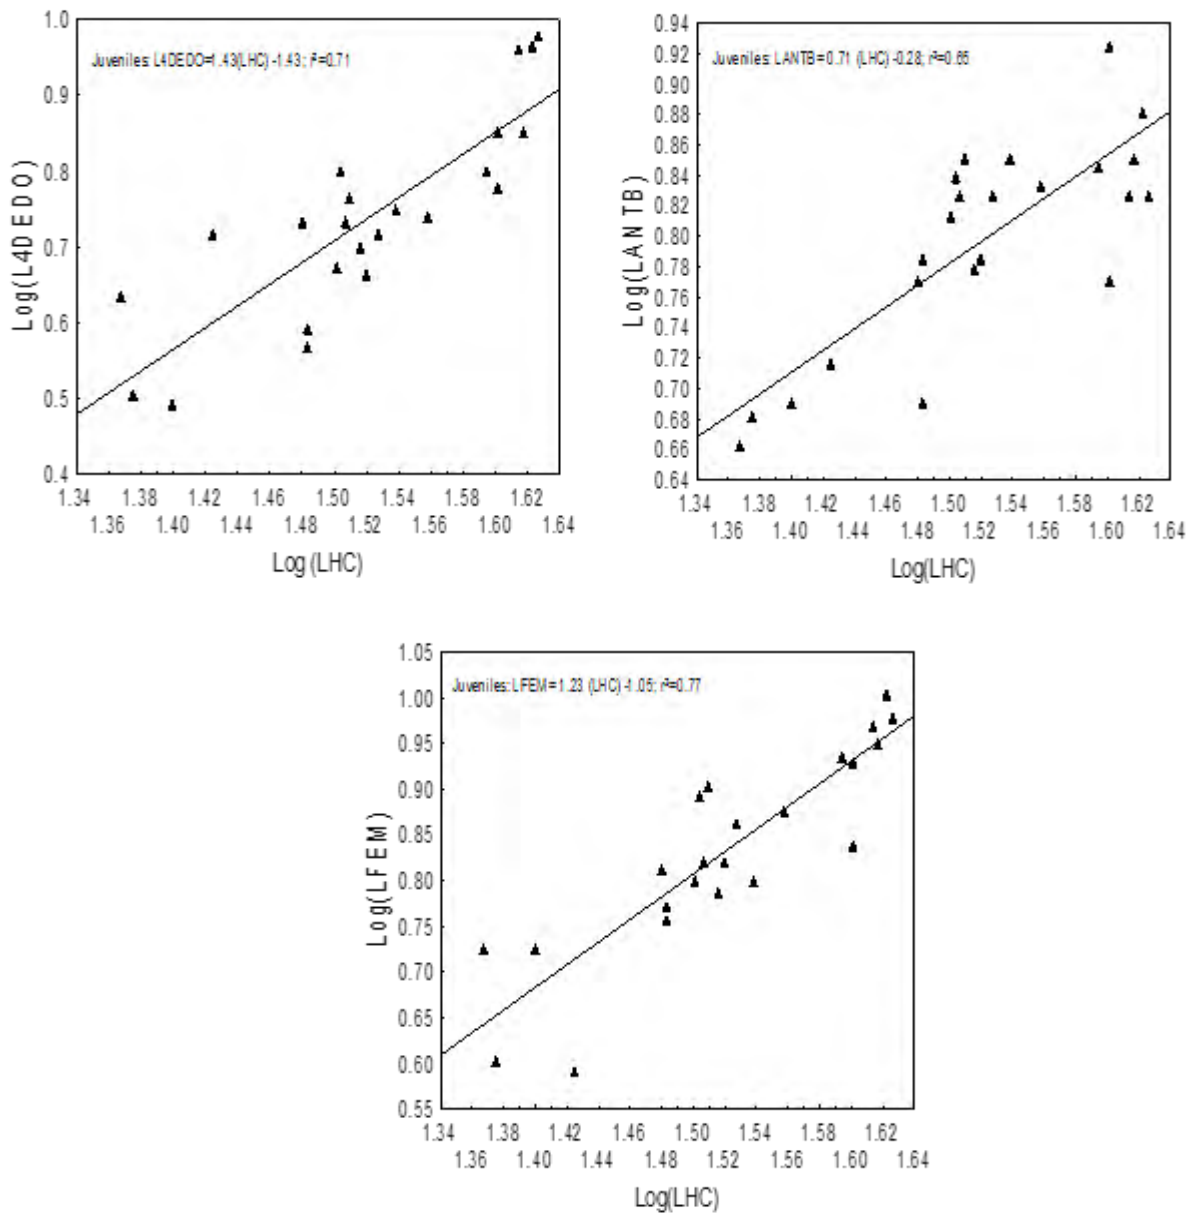 Juveniles: L4DEDO=1.43(LHC) -1.43; r²=0.71
Log(L4DEDO)
1.0
0.9
0.8
0.7
0.6
0.5
0.4
1.34 1.38 1.42 1.46 1.50 1.54 1.58 1.62
1.36 1.40 1.44 1.48 1.52 1.56 1.60 1.64
Log (LHC)
Juveniles: LANTB= 0.71 (LHC) -0.28; r²=0.65
Log(LANTB)
0.94
0.92
0.90
0.88
0.86
0.84
0.82
0.80
0.78
0.76
0.74
0.72
0.70
0.68
0.66
0.64
1.34 1.38 1.42 1.46 1.50 1.54 1.58 1.62
1.36 1.40 1.44 1.48 1.52 1.56 1.60 1.64
Log(LHC)
Juveniles: LFEM= 1.23 (LHC) -1.05; r²=0.77
Log(LFEM)
1.05
1.00
0.95
0.90
0.85
0.80
0.75
0.70
0.65
0.60
0.55
1.34 1.38 1.42 1.46 1.50 1.54 1.58 1.62
1.36 1.40 1.44 1.48 1.52 1.56 1.60 1.64
Log(LHC)